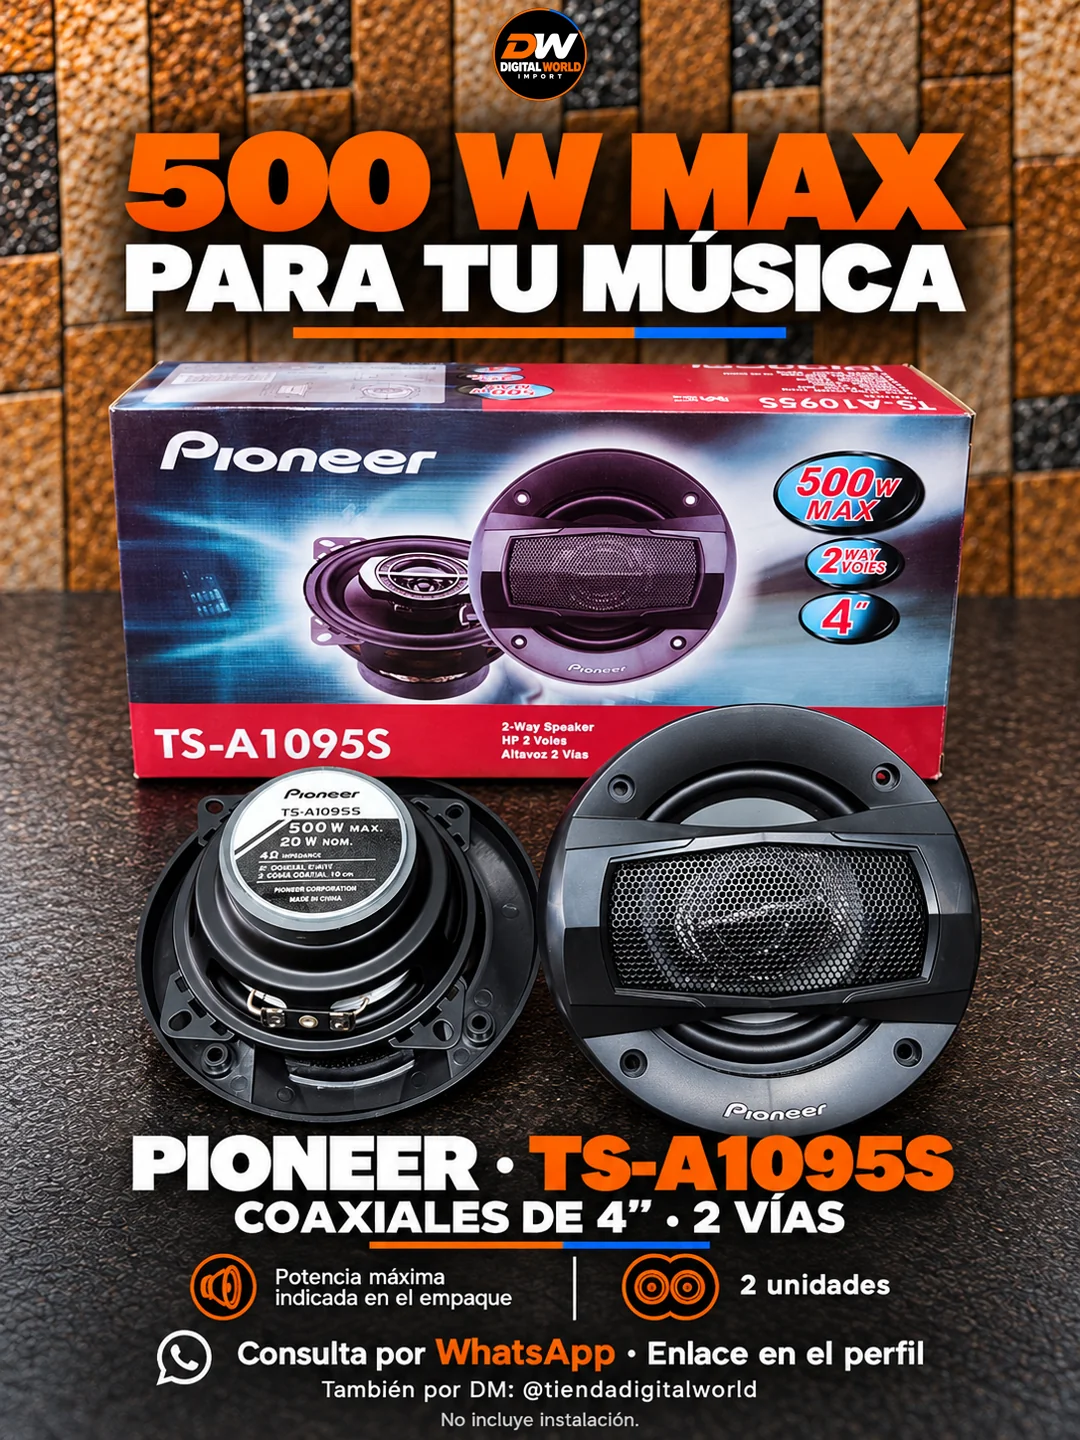 DW
DIGITAL WORLD
IMPORT
500 W MAX
PARA TU MÚSICA
TS-A1095S
Pioneer
500W
MAX
2 WAY
VOIES
4"
Pioneer
TS-A1095S
2-Way Speaker
HP 2 Voies
Altavoz 2 Vías
Pioneer
TS-A1095S
500 W MAX.
20 W NOM.
4Ω IMPEDANCE
PIONEER CORPORATION
MADE IN CHINA
Pioneer
PIONEER · TS-A1095S
COAXIALES DE 4” · 2 VÍAS
Potencia máxima
indicada en el empaque
2 unidades
Consulta por WhatsApp · Enlace en el perfil
También por DM: @tiendadigitalworld
No incluye instalación.